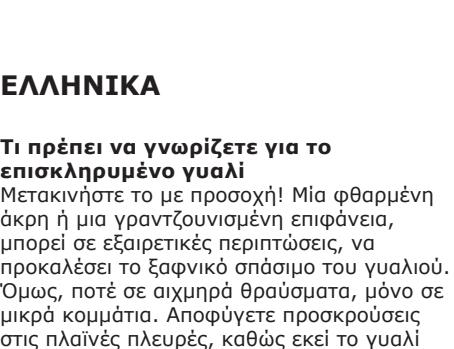 ΕΛΛΗΝΙΚΑ
Τι πρέπει να γνωρίζετε για το
επισκληρυμένο γυαλί
Μετακινήστε το με προσοχή! Μία φθαρμένη
άκρη ή μια γραντζουνισμένη επιφάνεια,
μπορεί σε εξαιρετικές περιπτώσεις, να
προκαλέσει το ξαφνικό σπάσιμο του γυαλιού.
Όμως, ποτέ σε αιχμηρά θραύσματα, μόνο σε
μικρά κομμάτια. Αποφύγετε προσκρούσεις
στις πλαϊνές πλευρές, καθώς εκεί το γυαλί